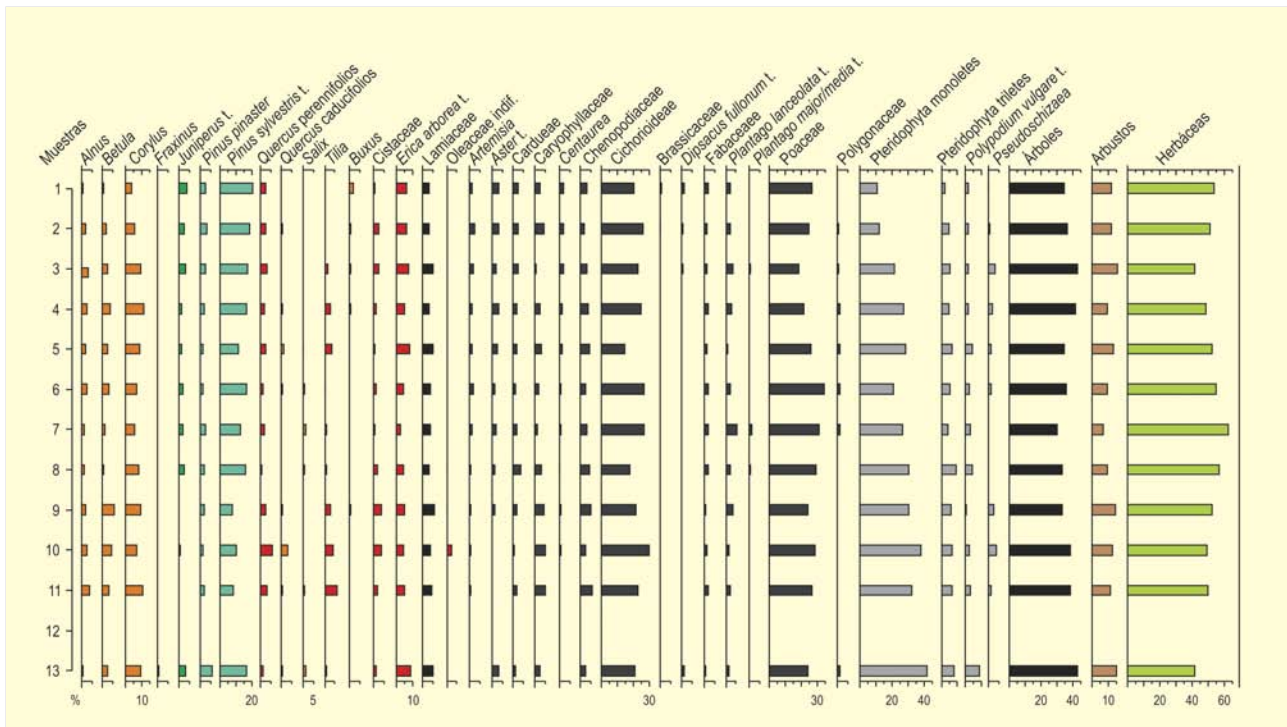 Muestras
Alnus
Betula
Corylus
Fraxinus
Juniperus t.
Pinus pinaster
Pinus sylvestris t.
Quercus perennifolios
Quercus caducifolios
Salix
Tilia
Buxus
Cistaceae
Erica arborea t.
Lamiaceae
Oleaceae indif.
Artemisia
Aster t.
Cardueae
Caryophyllaceae
Centaurea
Chenopodiaceae
Cichorioideae
Brassicaceae
Dipsacus fullonum t.
Fabaceae
Plantago lanceolata t.
Plantago major/media t.
Poaceae
Polygonaceae
Pteridophyta monoletes
Pteridophyta triletes
Polypodium vulgare t.
Pseudoschizaea
Árboles
Arbustos
Herbáceas
1
2
3
4
5
6
7
8
9
10
11
12
13
% 10 20 5 10 30 30 20 40 20 40 10 20 40 60